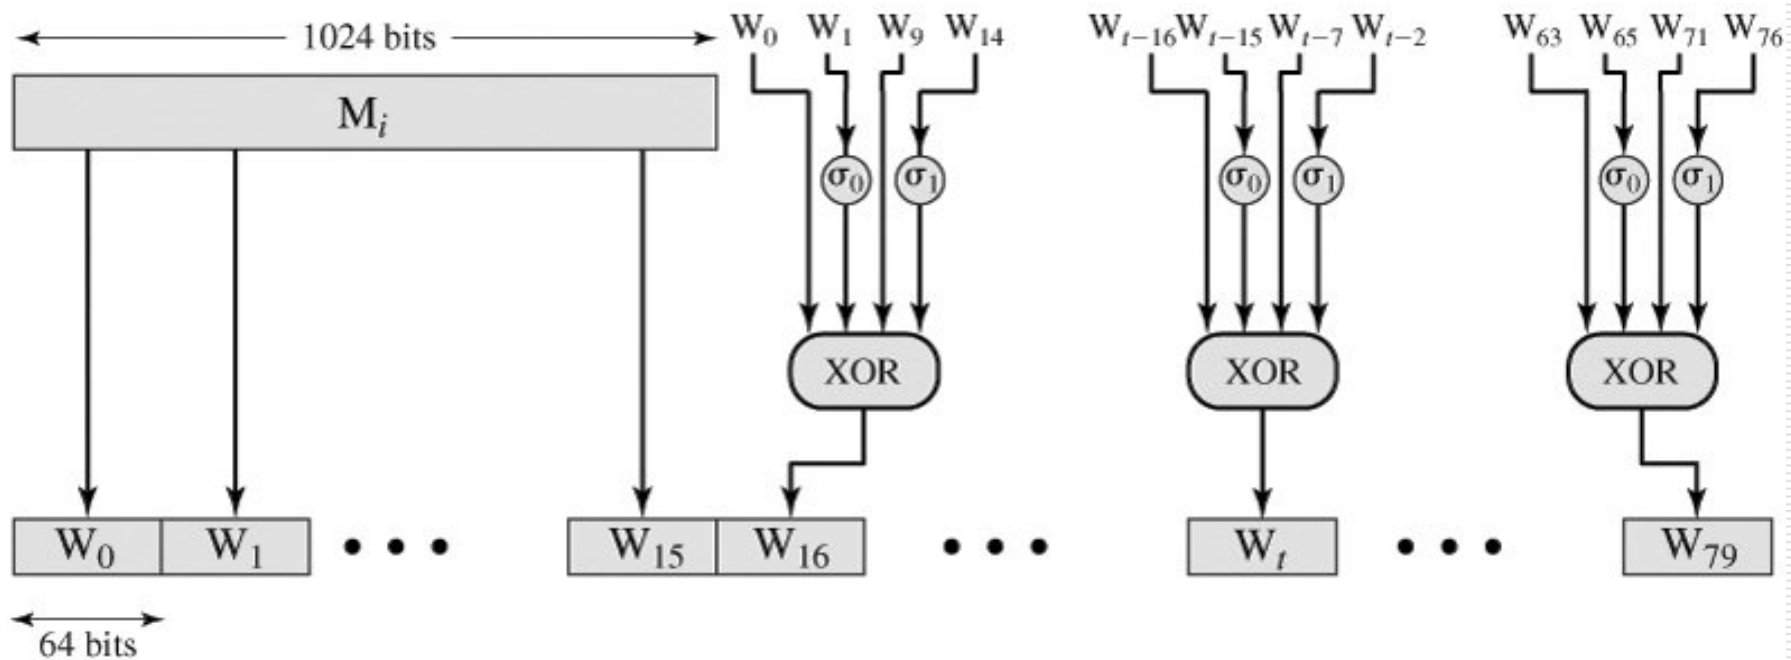 1024 bits
W₀ W₁ W₉ W₁₄
Wₜ₋₁₆ Wₜ₋₁₅ Wₜ₋₇ Wₜ₋₂
W₆₃ W₆₅ W₇₁ W₇₆
Mᵢ
σ₀ σ₁
σ₀ σ₁
σ₀ σ₁
XOR
XOR
XOR
W₀ W₁ • • • W₁₅ W₁₆ • • • Wₜ • • • W₇₉
64 bits